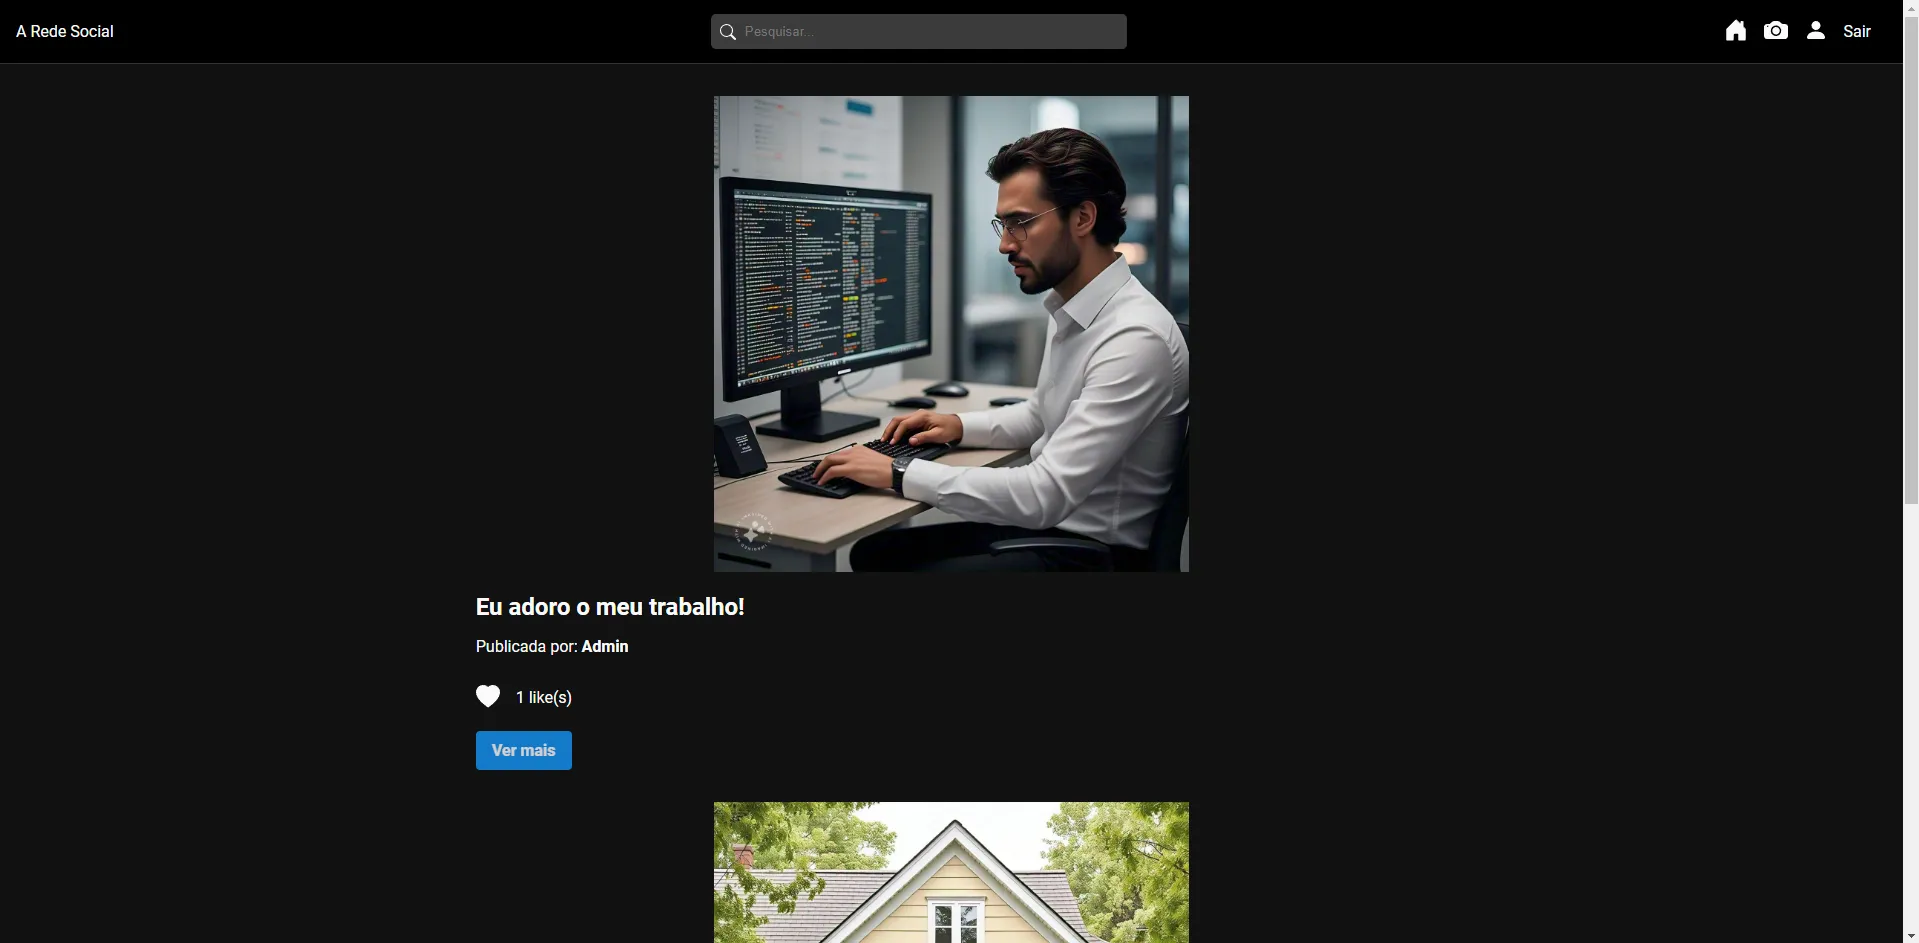 A Rede Social
Pesquisar...
Sair
Eu adoro o meu trabalho!
Publicada por: Admin
1 like(s)
Ver mais